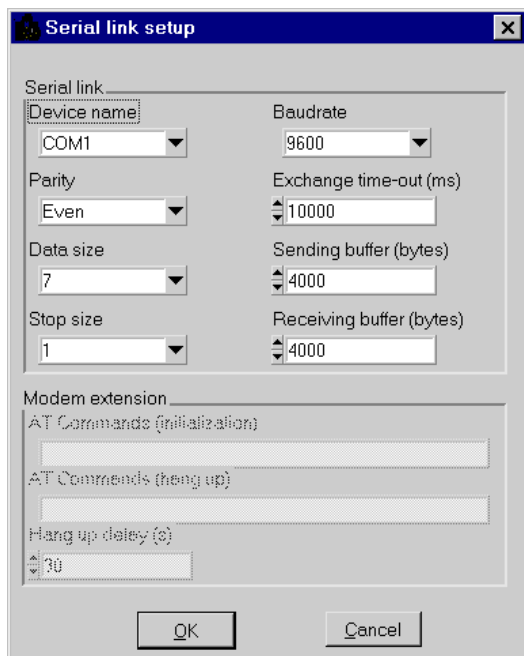 Serial link setup
Serial link
Device name Baudrate
COM1 9600
Parity Exchange time-out (ms)
Even 10000
Data size Sending buffer (bytes)
7 4000
Stop size Receiving buffer (bytes)
1 4000
Modem extension
AT Commands (initialization)
AT Commands (hang up)
Hang up delay (s)
30
OK Cancel